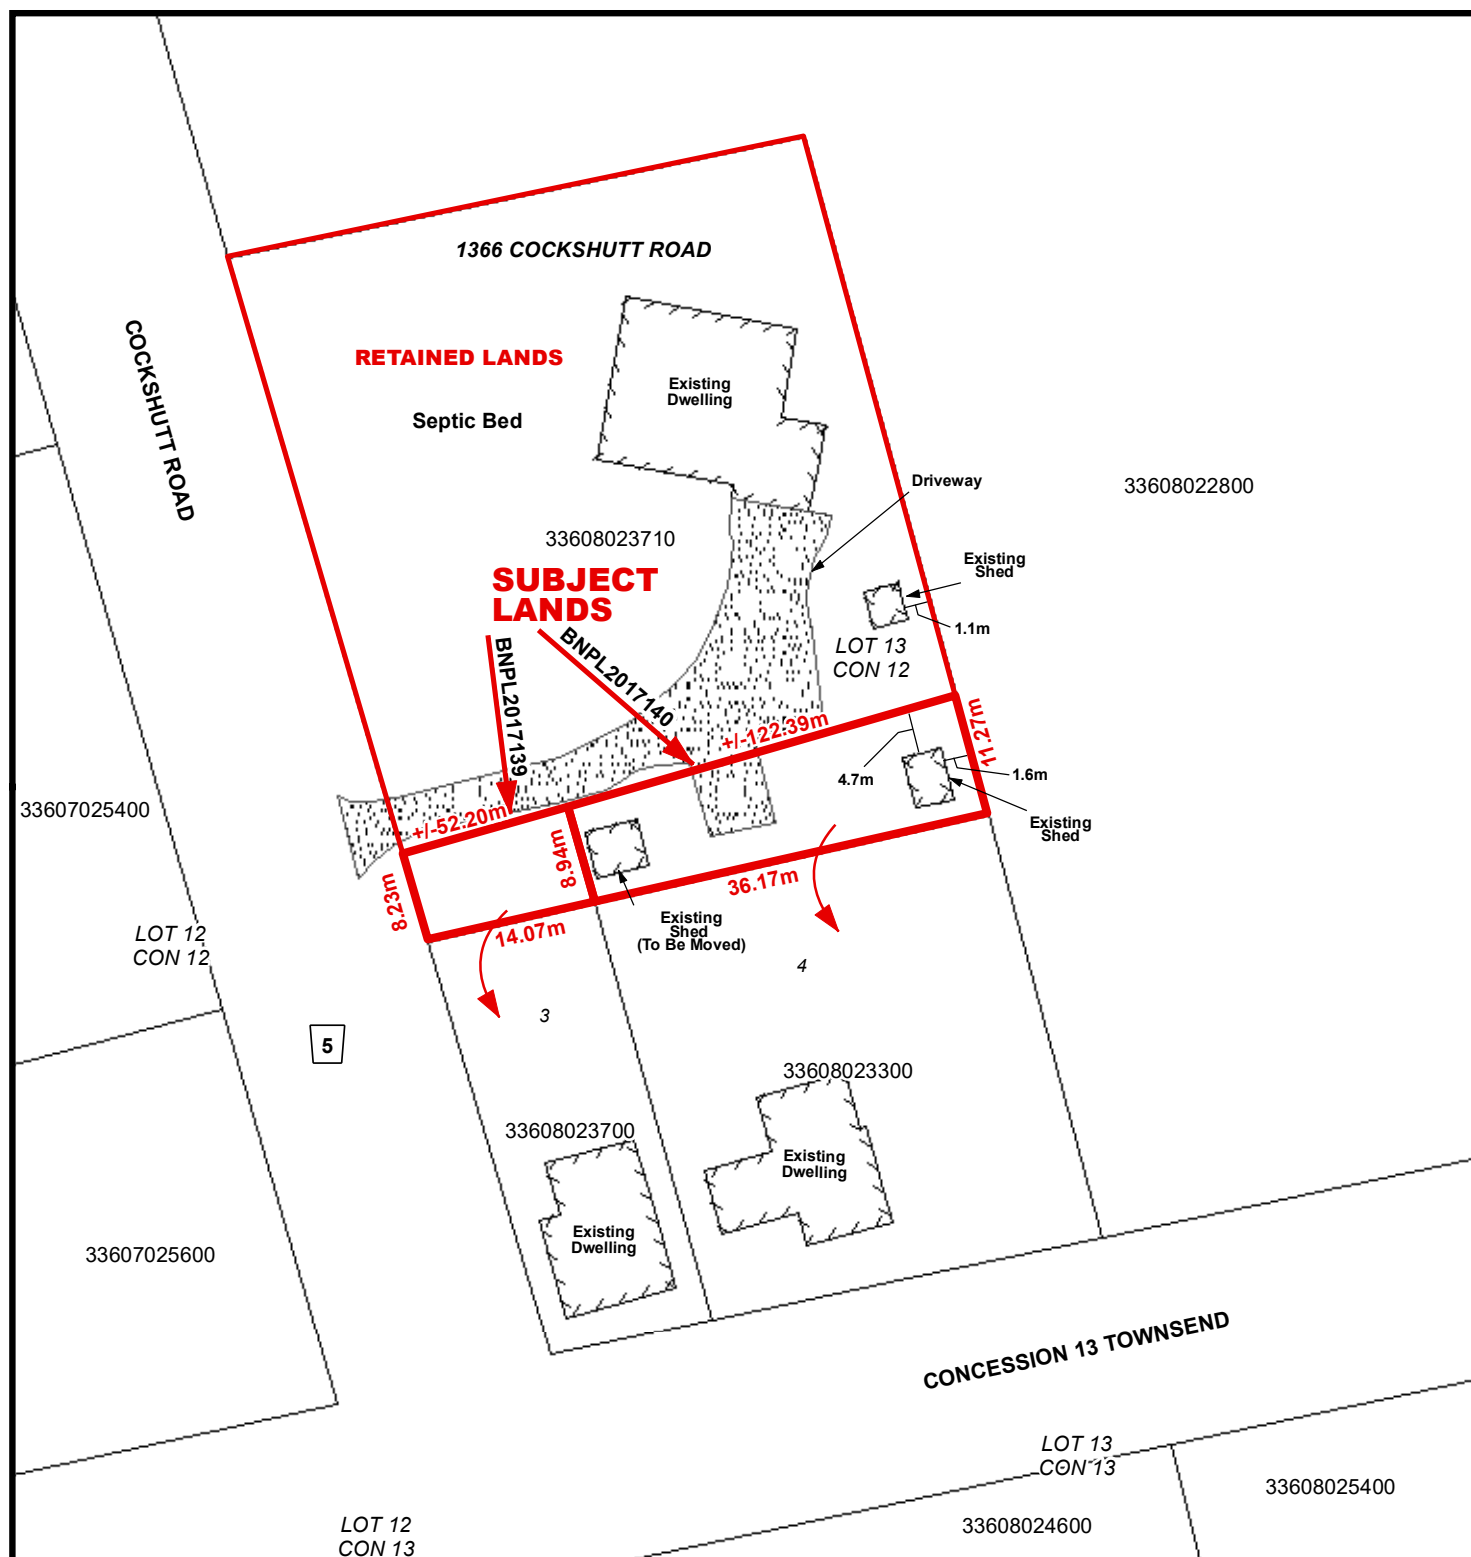 1366 COCKSHUTT ROAD
COCKSHUTT ROAD
RETAINED LANDS
Existing
Dwelling
Septic Bed
Driveway
33608022800
33608023710
Existing
Shed
SUBJECT
LANDS
1.1m
BNPL2017139
BNPL2017140
LOT 13
CON 12
+/-122.39m
11.27m
4.7m
1.6m
33607025400
+/-52.20m
Existing
Shed
8.94m
8.23m
36.17m
14.07m
Existing
Shed
(To Be Moved)
LOT 12
CON 12
4
3
5
33608023300
33608023700
Existing
Dwelling
Existing
Dwelling
33607025600
CONCESSION 13 TOWNSEND
LOT 13
CON 13
33608025400
LOT 12
CON 13
33608024600